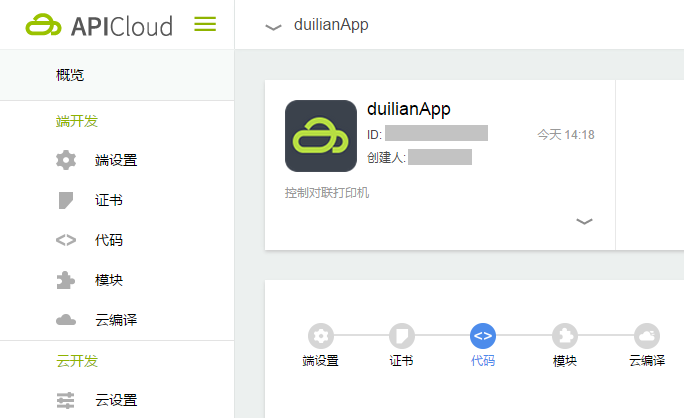 APICloud
duilianApp
概览
端开发
端设置
证书
代码
模块
云编译
云开发
云设置
duilianApp
ID:
今天 14:18
创建人:
控制对联打印机
端设置 证书 代码 模块 云编译